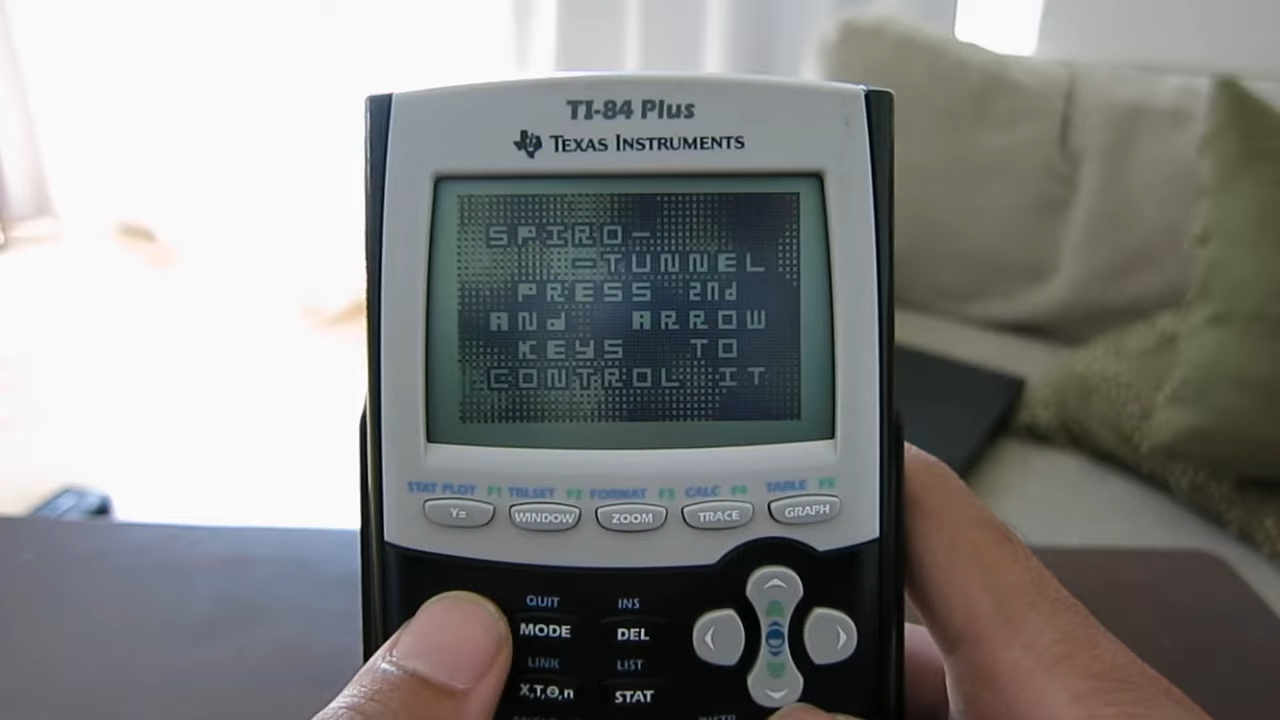 TI-84 Plus
TEXAS INSTRUMENTS
SPIRO-
-TUNNEL
PRESS 2nd
ANd ARROW
KEYS TO
CONTROL IT
STAT PLOT F1 TBLSET F2 FORMAT F3 CALC F4 TABLE F5
Y= WINDOW ZOOM TRACE GRAPH
QUIT INS
MODE DEL
LINK LIST
X,T,Θ,n STAT